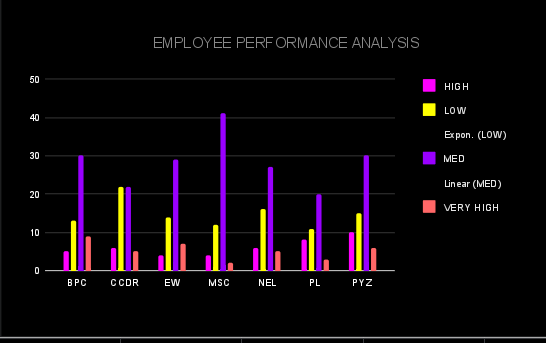 EMPLOYEE PERFORMANCE ANALYSIS
50
40
30
20
10
0
BPC CCDR EW MSC NEL PL PYZ
HIGH
LOW
Expon. (LOW)
MED
Linear (MED)
VERY HIGH